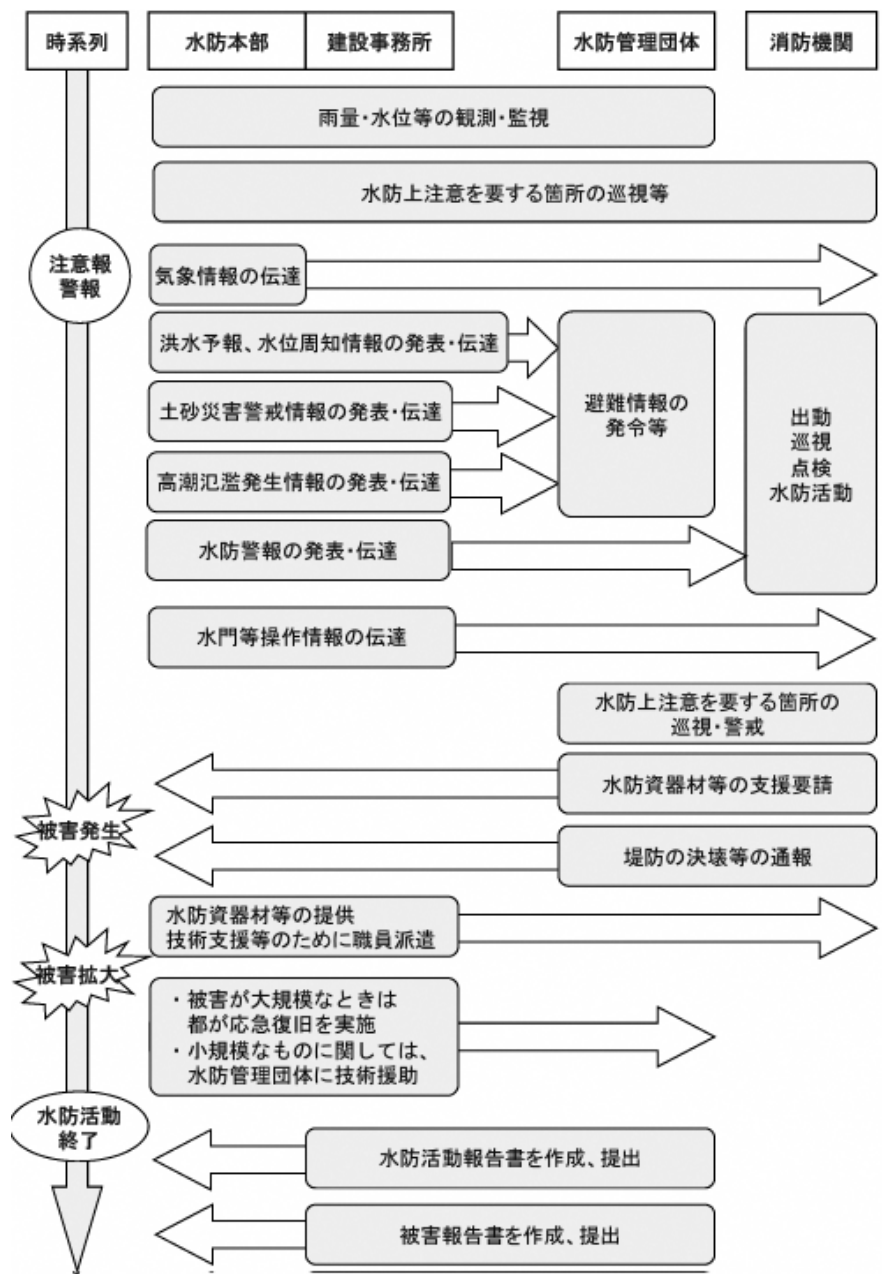 時系列
水防本部
建設事務所
水防管理団体
消防機関
雨量・水位等の観測・監視
水防上注意を要する箇所の巡視等
注意報
警報
気象情報の伝達
洪水予報、水位周知情報の発表・伝達
土砂災害警戒情報の発表・伝達
高潮氾濫発生情報の発表・伝達
避難情報の
発令等
出動
巡視
点検
水防活動
水防警報の発表・伝達
水門等操作情報の伝達
水防上注意を要する箇所の
巡視・警戒
水防資器材等の支援要請
被害発生
堤防の決壊等の通報
水防資器材等の提供
技術支援等のために職員派遣
被害拡大
・被害が大規模なときは
都が応急復旧を実施
・小規模なものに関しては、
水防管理団体に技術援助
水防活動
終了
水防活動報告書を作成、提出
被害報告書を作成、提出